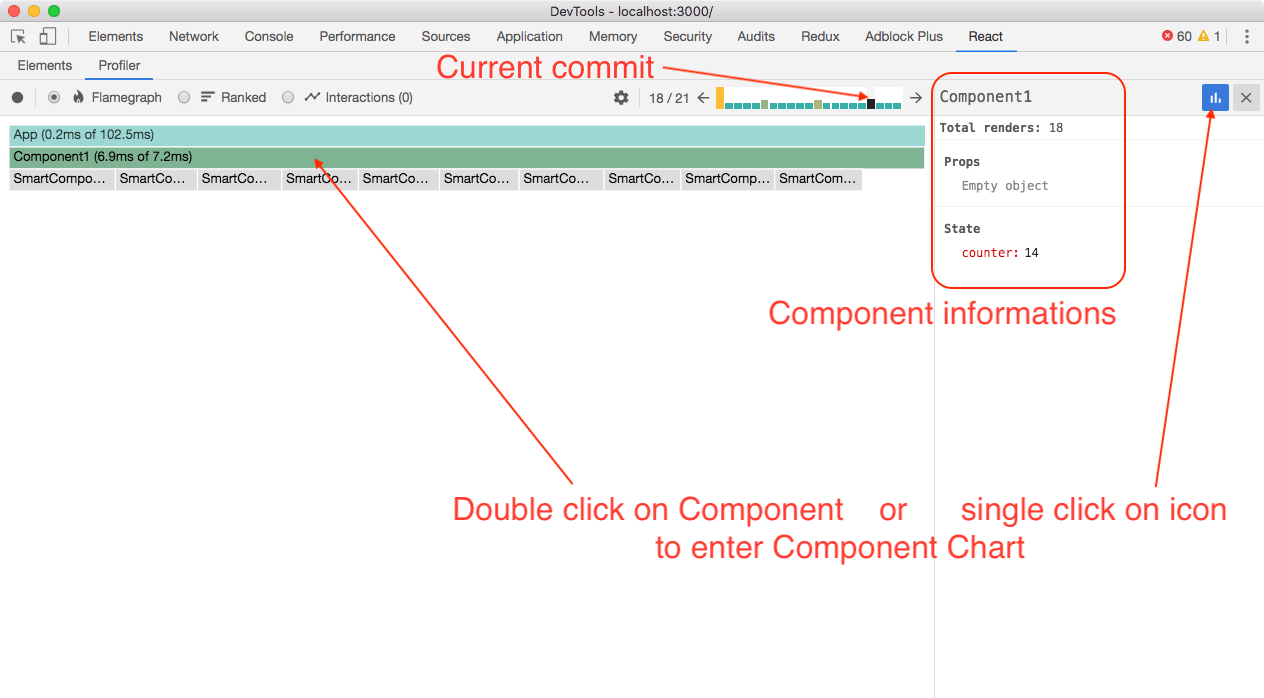 DevTools - localhost:3000/
Elements Network Console Performance Sources Application Memory Security Audits Redux Adblock Plus React 60 1
Elements Profiler
Current commit
Flamegraph Ranked Interactions (0) 18 / 21
Component1
App (0.2ms of 102.5ms)
Total renders: 18
Component1 (6.9ms of 7.2ms)
Props
SmartCompo… SmartCo… SmartCo… SmartCo… SmartCo… SmartCo… SmartCo… SmartCo… SmartComp… SmartCom…
Empty object
State
counter: 14
Component informations
Double click on Component or single click on icon
to enter Component Chart